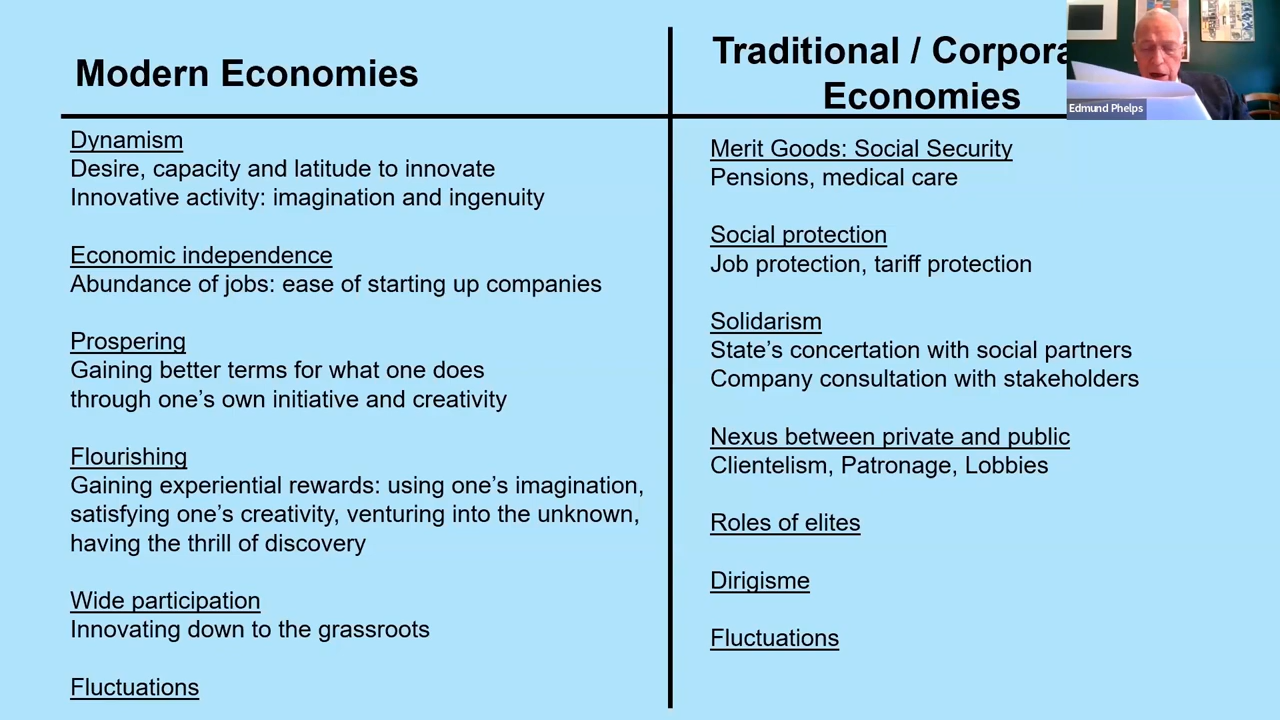 Modern Economies
Dynamism
Desire, capacity and latitude to innovate
Innovative activity: imagination and ingenuity
Economic independence
Abundance of jobs: ease of starting up companies
Prospering
Gaining better terms for what one does
through one’s own initiative and creativity
Flourishing
Gaining experiential rewards: using one’s imagination,
satisfying one’s creativity, venturing into the unknown,
having the thrill of discovery
Wide participation
Innovating down to the grassroots
Fluctuations
Traditional / Corpora
Economies
Merit Goods: Social Security
Pensions, medical care
Social protection
Job protection, tariff protection
Solidarism
State’s concertation with social partners
Company consultation with stakeholders
Nexus between private and public
Clientelism, Patronage, Lobbies
Roles of elites
Dirigisme
Fluctuations
Edmund Phelps